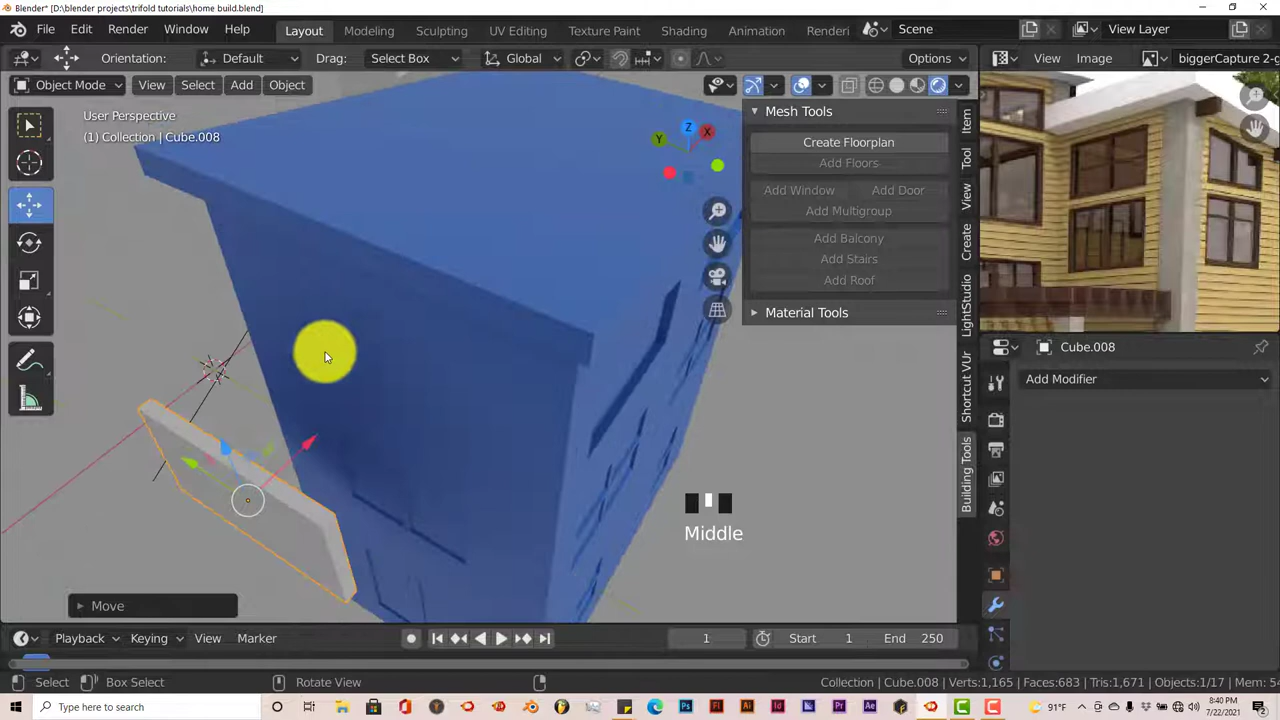 Blender* [D:\blender projects\trifold tutorials\home build.blend]
File Edit Render Window Help Layout Modeling Sculpting UV Editing Texture Paint Shading Animation Renderi Scene View Layer
Orientation: Default Drag: Select Box Global Options View Image biggerCapture 2-g
Object Mode View Select Add Object
User Perspective
(1) Collection | Cube.008
Z
X
Y
Mesh Tools
Create Floorplan
Add Floors
Add Window Add Door
Add Multigroup
Add Balcony
Add Stairs
Add Roof
Material Tools
Item
Tool
View
Create
LightStudio
Shortcut VUr
Building Tools
Cube.008
Add Modifier
Middle
Move
Playback Keying View Marker 1 Start 1 End 250
Select Box Select Rotate View Collection | Cube.008 | Verts:1,165 | Faces:683 | Tris:1,671 | Objects:1/17 | Mem: 54
Type here to search 91°F 8:40 PM
7/22/2021